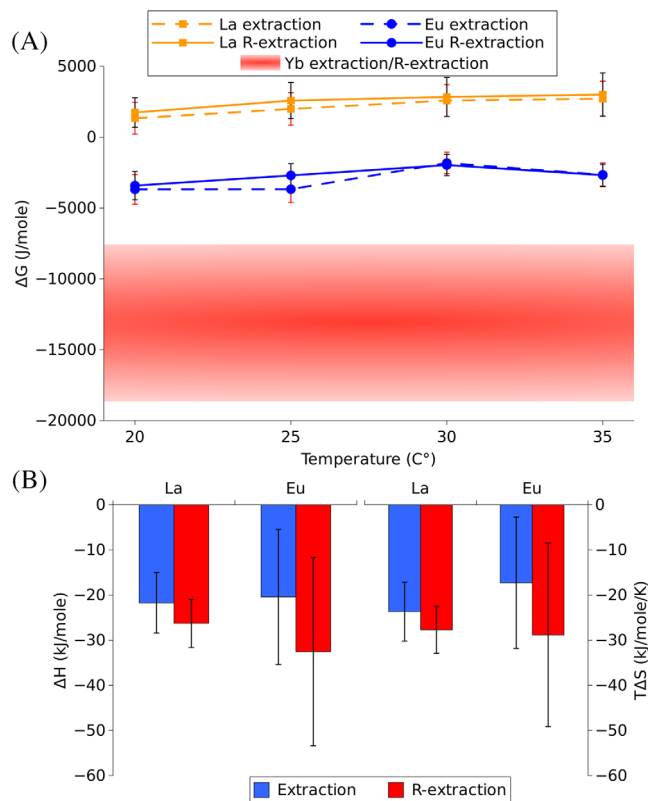 (A)
La extraction Eu extraction
La R-extraction Eu R-extraction
Yb extraction/R-extraction
5000
0
−5000
−10000
−15000
−20000
ΔG (J/mole)
20 25 30 35
Temperature (C°)
(B)
La Eu La Eu
0 0
−10 −10
−20 −20
−30 −30
−40 −40
−50 −50
−60 −60
ΔH (kJ/mole)
TΔS (kJ/mole/K)
Extraction R-extraction